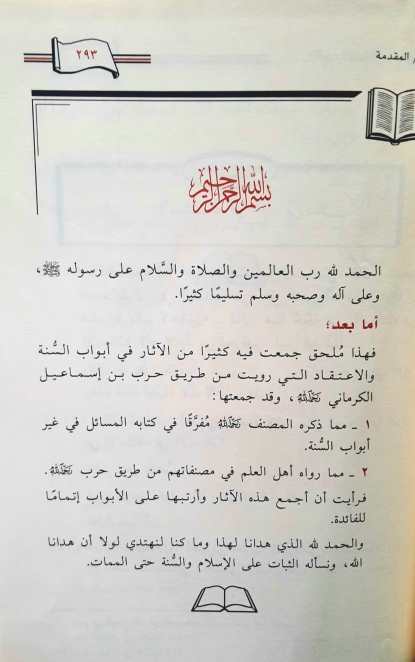 ٢٩٣
المقدمة
بسم الله الرحمن الرحيم
الحمد لله رب العالمين والصلاة والسَّلام على رسوله ﷺ،
وعلى آله وصحبه وسلم تسليمًا كثيرًا.
أما بعد؛
فهذا مُلحق جمعت فيه كثيرًا من الآثار في أبواب السُّنة
والاعتقاد التي رويت من طريق حرب بن إسماعيل
الكرماني رَحِمَهُ اللهُ، وقد جمعتها:
١ - مما ذكره المصنف رَحِمَهُ اللهُ مُفرَّقًا في كتابه المسائل في غير
أبواب السُّنة.
٢ - مما رواه أهل العلم في مصنفاتهم من طريق حرب رَحِمَهُ اللهُ.
فرأيت أن أجمع هذه الآثار وأرتبها على الأبواب إتمامًا
للفائدة.
والحمد لله الذي هدانا لهذا وما كنا لنهتدي لولا أن هدانا
الله، ونسأله الثبات على الإسلام والسُّنة حتى الممات.